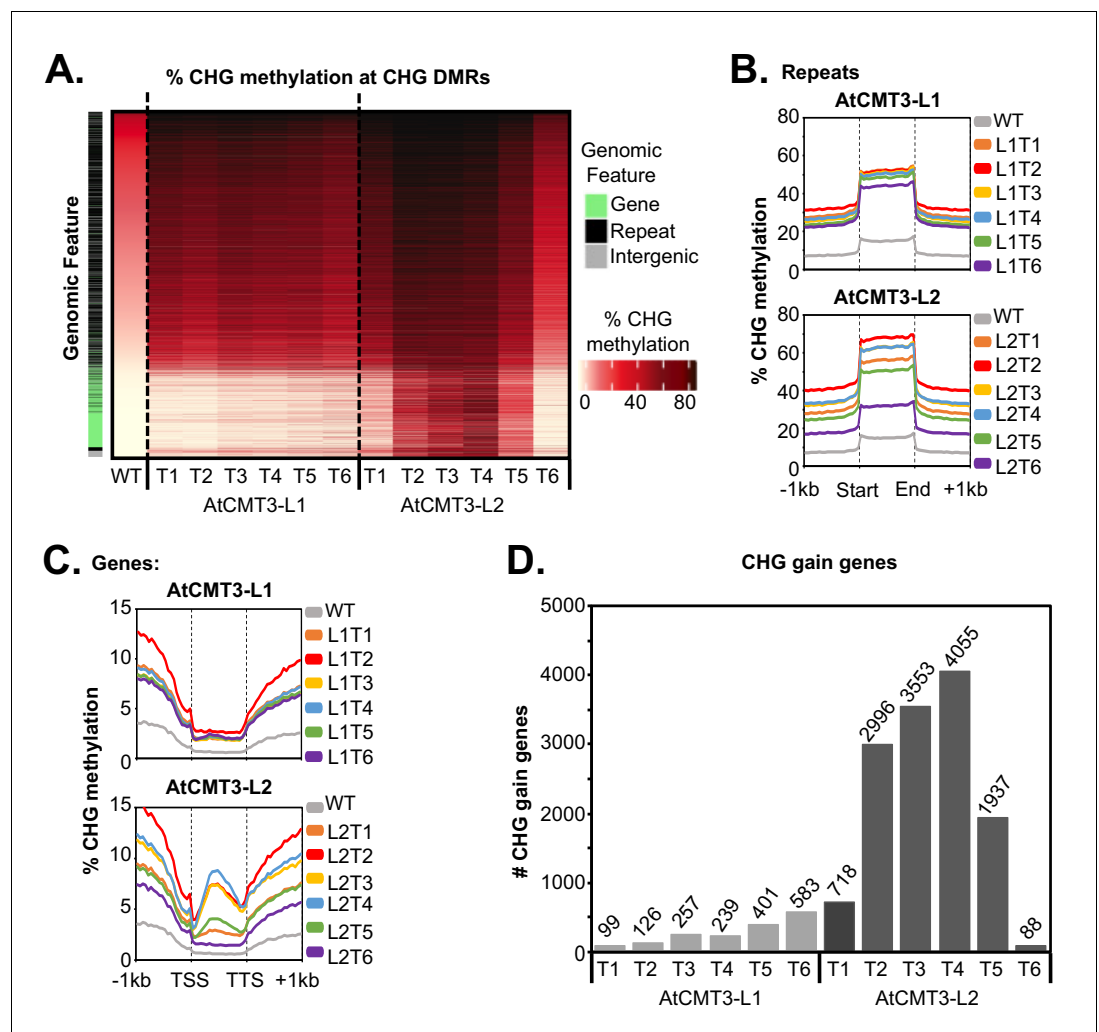 A.
% CHG methylation at CHG DMRs
Genomic Feature
WT
T1 T2 T3 T4 T5 T6
AtCMT3-L1
T1 T2 T3 T4 T5 T6
AtCMT3-L2
Genomic
Feature
Gene
Repeat
Intergenic
% CHG
methylation
0 40 80
B. Repeats
AtCMT3-L1
% CHG methylation
80
60
40
20
0
WT
L1T1
L1T2
L1T3
L1T4
L1T5
L1T6
AtCMT3-L2
80
60
40
20
0
WT
L2T1
L2T2
L2T3
L2T4
L2T5
L2T6
-1kb Start End +1kb
C. Genes:
AtCMT3-L1
% CHG methylation
15
10
5
0
WT
L1T1
L1T2
L1T3
L1T4
L1T5
L1T6
AtCMT3-L2
15
10
5
0
WT
L2T1
L2T2
L2T3
L2T4
L2T5
L2T6
-1kb TSS TTS +1kb
D.
CHG gain genes
# CHG gain genes
5000
4000
3000
2000
1000
0
99 126 257 239 401 583 718 2996 3553 4055 1937 88
T1 T2 T3 T4 T5 T6 T1 T2 T3 T4 T5 T6
AtCMT3-L1 AtCMT3-L2